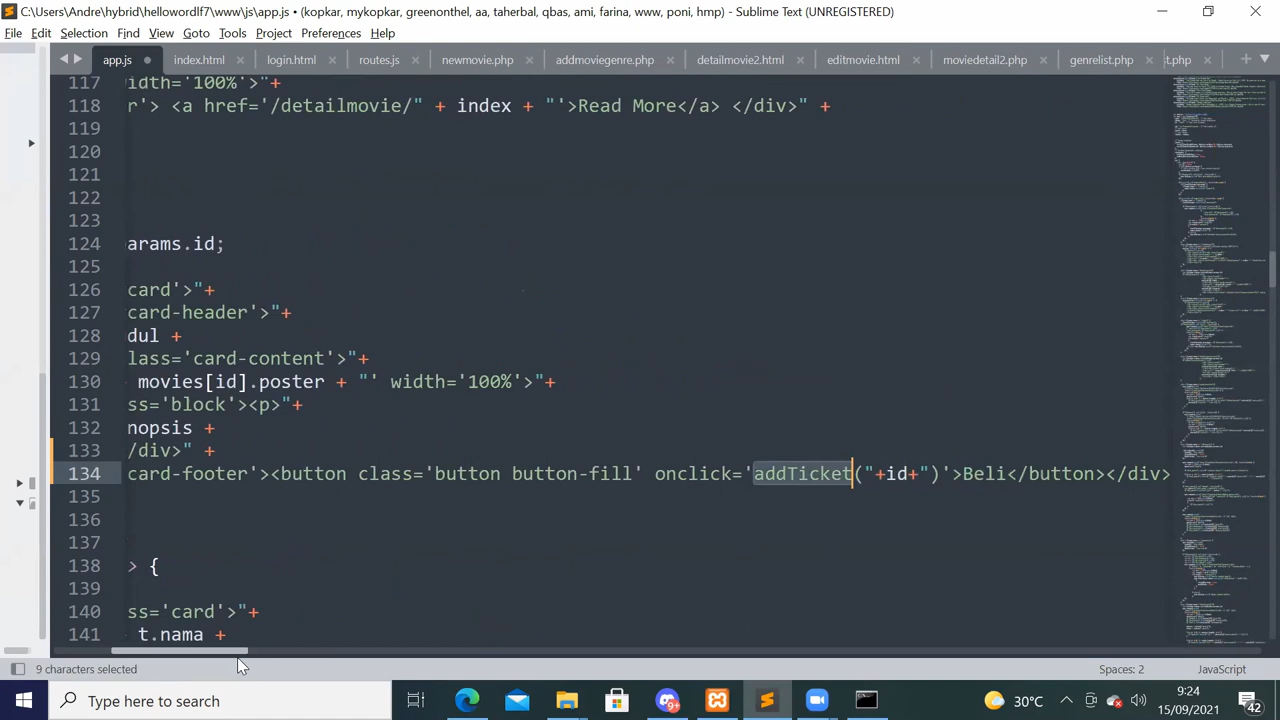 C:\Users\Andre\hybrid\hellowordlf7\www\js\app.js • (kopkar, mykopkar, greenthintel, aa, taherbal, qbas, ami, farina, www, poni, hmp) - Sublime Text (UNREGISTERED)
File Edit Selection Find View Goto Tools Project Preferences Help
app.js index.html login.html routes.js newmovie.php addmoviegenre.php detailmovie2.html editmovie.html moviedetail2.php genrelist.php t.php
117 idth='100%'>"+
118 r'> <a href='/detailmovie/" + index + "'>Read More</a> </div>" +
119
120
121
122
123
124 arams.id;
125
126 card'>"+
127 card-header'>"+
128 dul +
129 lass='card-content'>"+
130 movies[id].poster + "' width='100%'>"+
131 ss='block'><p>"+
132 nopsis +
133 /div>" +
134 card-footer'><button class='button button-fill' onclick='addTicket("+id+")'>Beli</button></div>
135
136
137
138 > {
139
140 ss='card'>"+
141 t.nama +
9 characters selected
Spaces: 2
JavaScript
Type here to search
30°C
9:24
15/09/2021
42